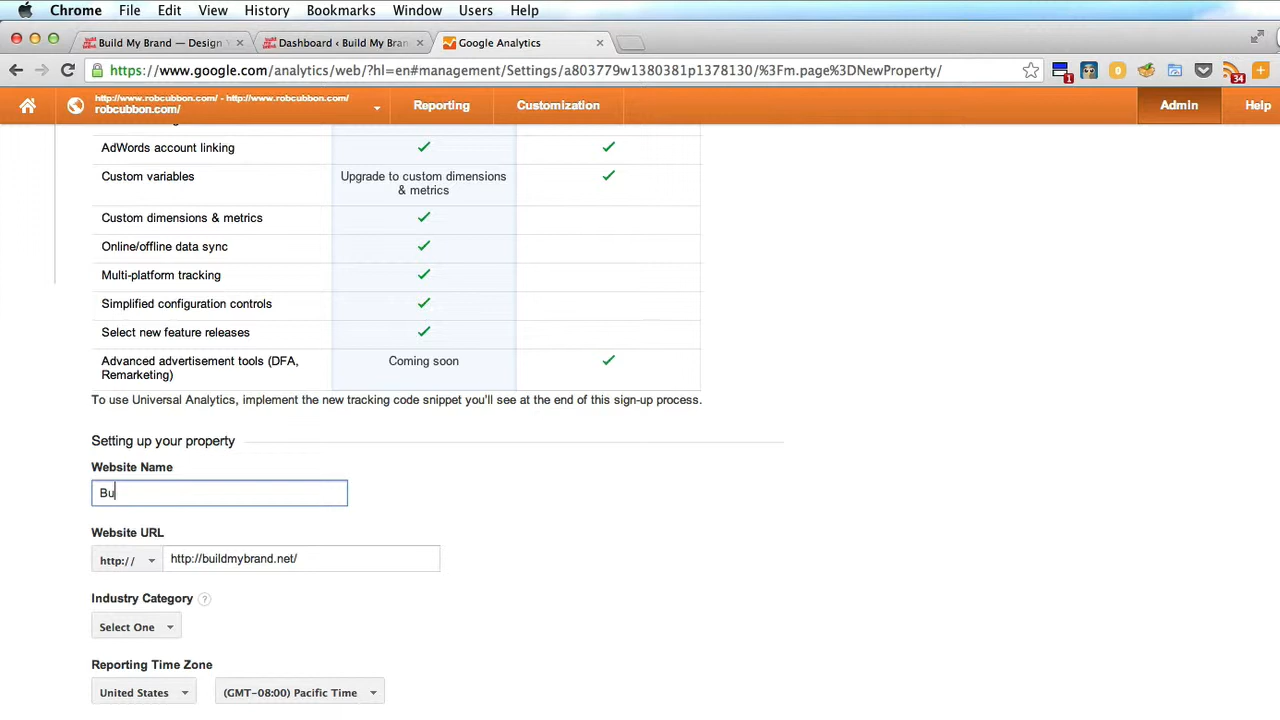 Chrome File Edit View History Bookmarks Window Users Help
Build My Brand — Design
Dashboard ‹ Build My Bran
Google Analytics
https://www.google.com/analytics/web/?hl=en#management/Settings/a803779w1380381p1378130/%3Fm.page%3DNewProperty/
1
0
34
http://www.robcubbon.com/ - http://www.robcubbon.com/
robcubbon.com/
Reporting
Customization
Admin
Help
AdWords account linking
Custom variables
Upgrade to custom dimensions
& metrics
Custom dimensions & metrics
Online/offline data sync
Multi-platform tracking
Simplified configuration controls
Select new feature releases
Advanced advertisement tools (DFA,
Remarketing)
Coming soon
To use Universal Analytics, implement the new tracking code snippet you'll see at the end of this sign-up process.
Setting up your property
Website Name
Bu
Website URL
http://
http://buildmybrand.net/
Industry Category ?
Select One
Reporting Time Zone
United States
(GMT-08:00) Pacific Time